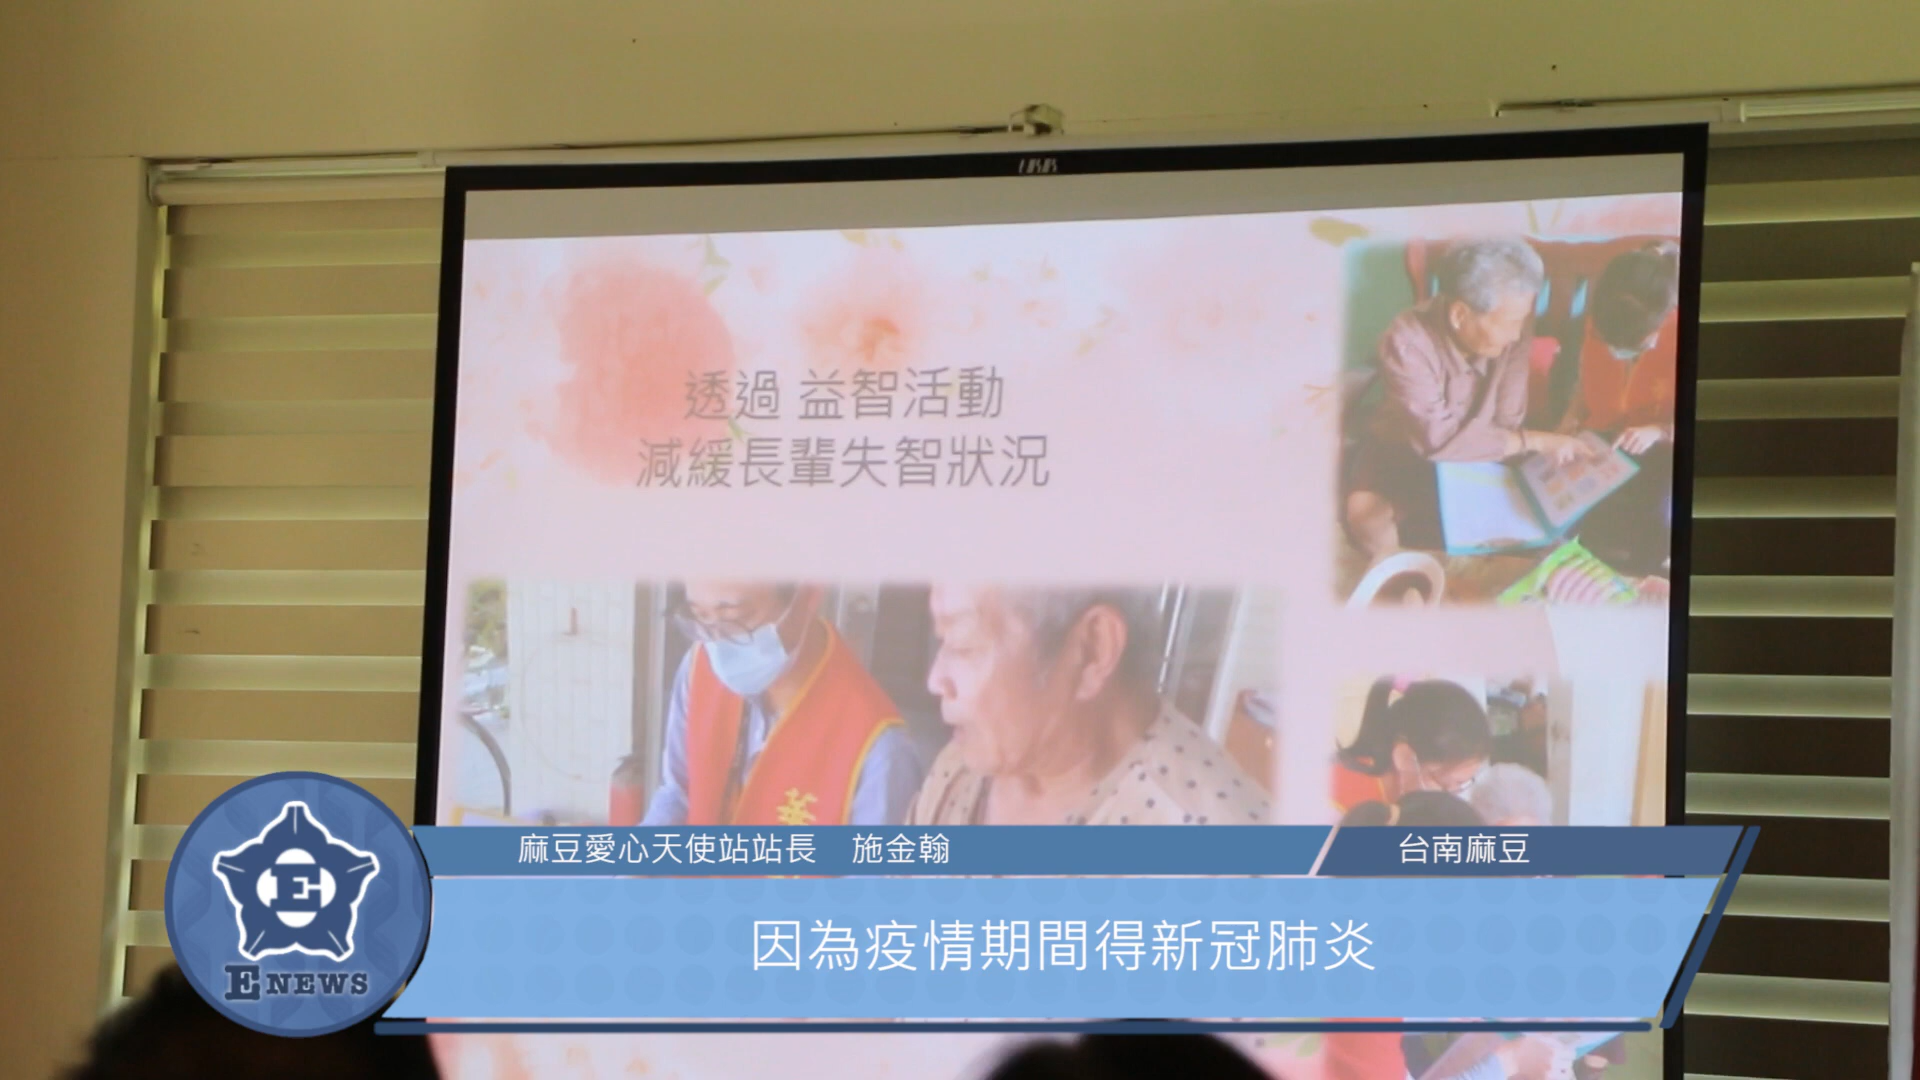 透過 益智活動
減緩長輩失智狀況
麻豆愛心天使站站長 施金翰
台南麻豆
因為疫情期間得新冠肺炎
E
E NEWS